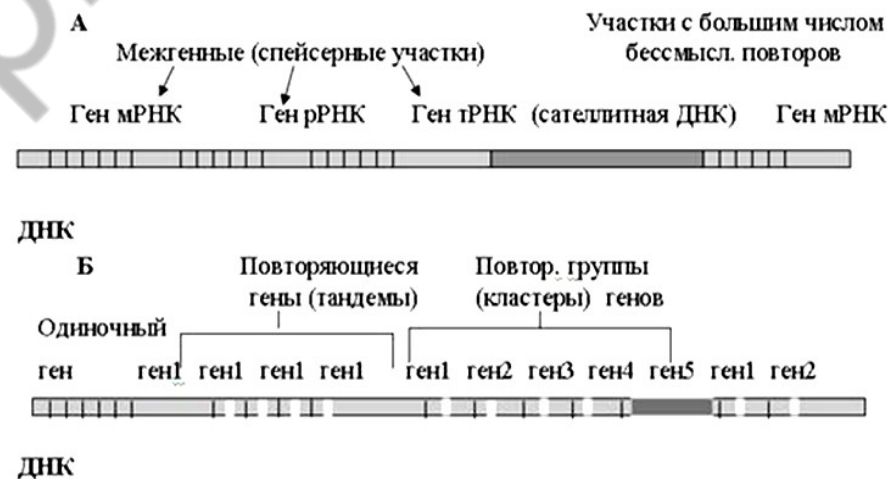 А
Участки с большим числом
бессмысл. повторов
Межгенные (спейсерные участки)
Ген мРНК Ген рРНК Ген тРНК (сателлитная ДНК) Ген мРНК
ДНК
Б
Повторяющиеся
гены (тандемы)
Повтор. группы
(кластеры) генов
Одиночный
ген ген1 ген1 ген1 ген1 ген1 ген2 ген3 ген4 ген5 ген1 ген2
ДНК